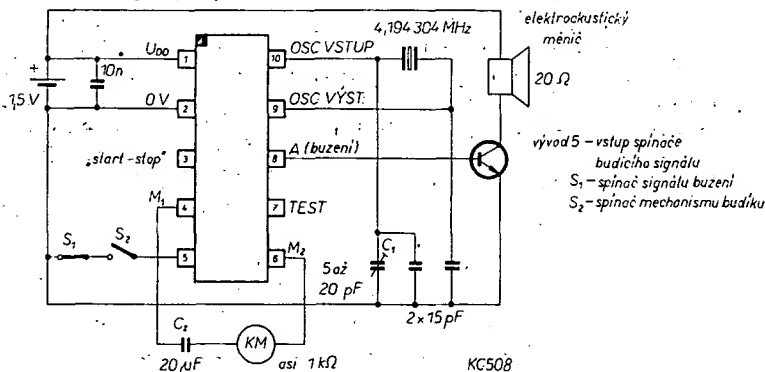 elektroakustický
měnič
20 Ω
4,194 304 MHz
U_DD
1
10n
+
1,5 V
0 V
2
„start-stop"
3
M₁
4
S₁
S₂
5
10
OSC VSTUP
9
OSC VÝST.
8
A (buzení)
7
TEST
M₂
6
C₁
5 až
20 pF
2 x 15 pF
C₂
20 μF
KM
asi 1 kΩ
KC508
vývod 5 – vstup spínače
budicího signálu
S₁ – spínač signálu buzení
S₂ – spínač mechanismu budíku